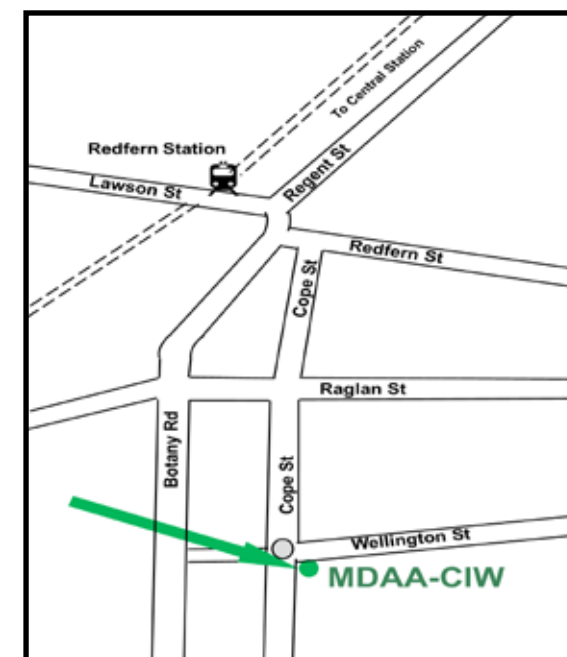 To Central Station
Redfern Station
Regent St
Lawson St
Redfern St
Cope St
Raglan St
Botany Rd
Cope St
Wellington St
MDAA-CIW